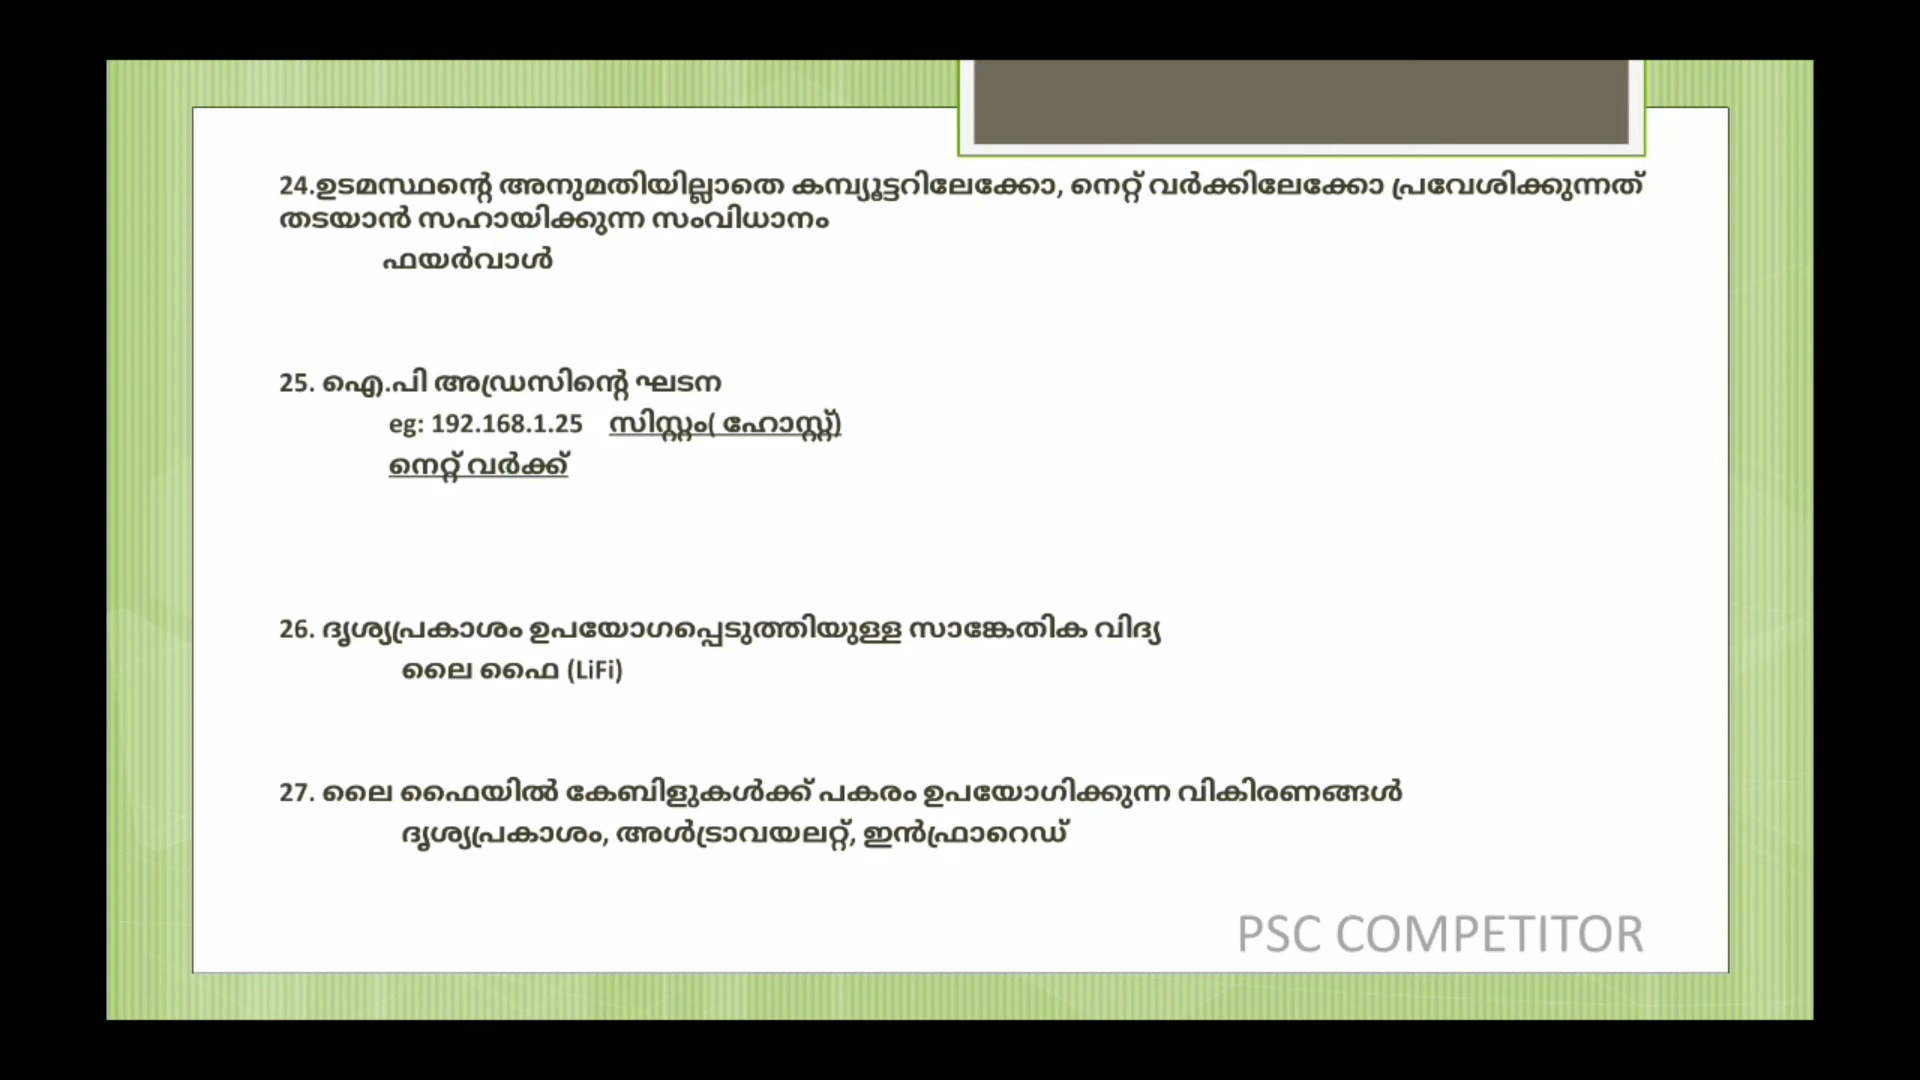 24.ഉടമസ്ഥന്റെ അനുമതിയില്ലാതെ കമ്പ്യൂട്ടറിലേക്കോ, നെറ്റ് വർക്കിലേക്കോ പ്രവേശിക്കുന്നത്
തടയാൻ സഹായിക്കുന്ന സംവിധാനം
ഫയർവാൾ
25. ഐ.പി അഡ്രസിന്റെ ഘടന
eg: 192.168.1.25 സിസ്റ്റം( ഹോസ്റ്റ്)
നെറ്റ് വർക്ക്
26. ദൃശ്യപ്രകാശം ഉപയോഗപ്പെടുത്തിയുള്ള സാങ്കേതിക വിദ്യ
ലൈ ഫൈ (LiFi)
27. ലൈ ഫൈയിൽ കേബിളുകൾക്ക് പകരം ഉപയോഗിക്കുന്ന വികിരണങ്ങൾ
ദൃശ്യപ്രകാശം, അൾട്രാവയലറ്റ്, ഇൻഫ്രാറെഡ്
PSC COMPETITOR